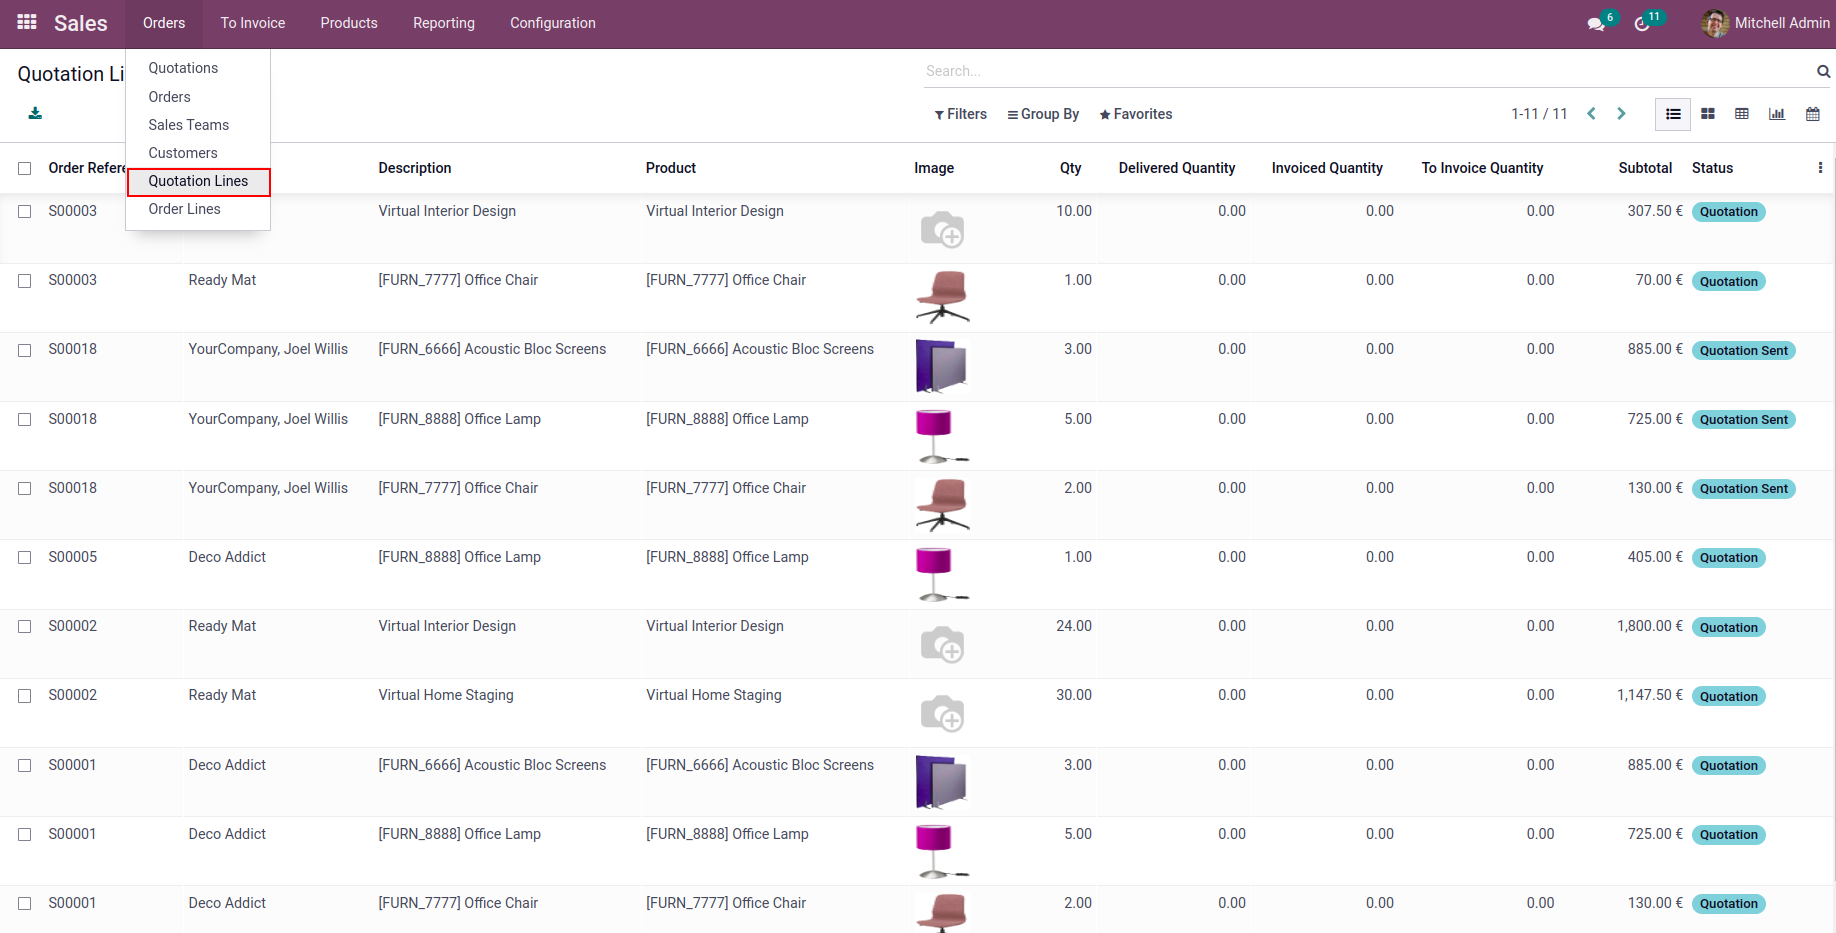 Sales Orders To Invoice Products Reporting Configuration 6 11 Mitchell Admin
Quotation Li
Search...
Quotations
Orders
Sales Teams
Customers
Quotation Lines
Order Lines
Filters Group By Favorites 1-11 / 11
Order Refere Description Product Image Qty Delivered Quantity Invoiced Quantity To Invoice Quantity Subtotal Status
S00003 Virtual Interior Design Virtual Interior Design 10.00 0.00 0.00 0.00 307.50 € Quotation
S00003 Ready Mat [FURN_7777] Office Chair [FURN_7777] Office Chair 1.00 0.00 0.00 0.00 70.00 € Quotation
S00018 YourCompany, Joel Willis [FURN_6666] Acoustic Bloc Screens [FURN_6666] Acoustic Bloc Screens 3.00 0.00 0.00 0.00 885.00 € Quotation Sent
S00018 YourCompany, Joel Willis [FURN_8888] Office Lamp [FURN_8888] Office Lamp 5.00 0.00 0.00 0.00 725.00 € Quotation Sent
S00018 YourCompany, Joel Willis [FURN_7777] Office Chair [FURN_7777] Office Chair 2.00 0.00 0.00 0.00 130.00 € Quotation Sent
S00005 Deco Addict [FURN_8888] Office Lamp [FURN_8888] Office Lamp 1.00 0.00 0.00 0.00 405.00 € Quotation
S00002 Ready Mat Virtual Interior Design Virtual Interior Design 24.00 0.00 0.00 0.00 1,800.00 € Quotation
S00002 Ready Mat Virtual Home Staging Virtual Home Staging 30.00 0.00 0.00 0.00 1,147.50 € Quotation
S00001 Deco Addict [FURN_6666] Acoustic Bloc Screens [FURN_6666] Acoustic Bloc Screens 3.00 0.00 0.00 0.00 885.00 € Quotation
S00001 Deco Addict [FURN_8888] Office Lamp [FURN_8888] Office Lamp 5.00 0.00 0.00 0.00 725.00 € Quotation
S00001 Deco Addict [FURN_7777] Office Chair [FURN_7777] Office Chair 2.00 0.00 0.00 0.00 130.00 € Quotation